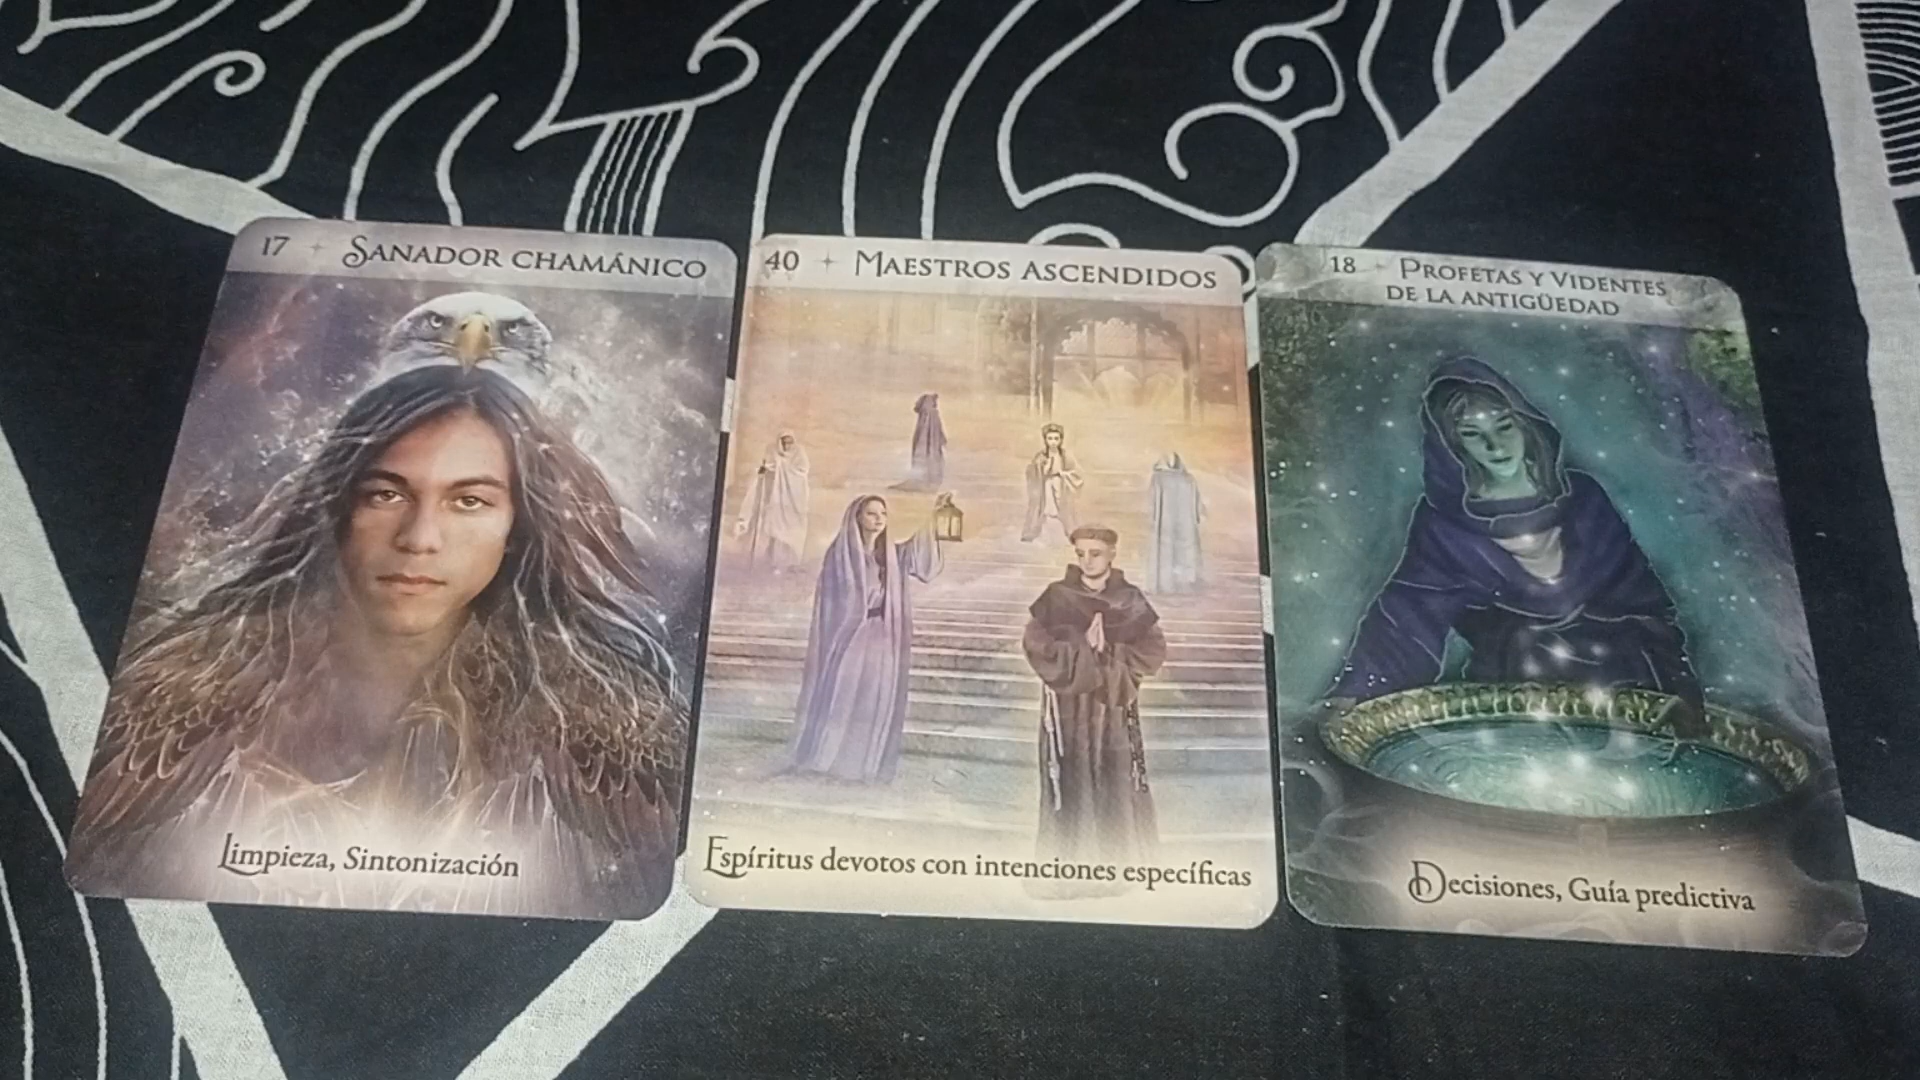 17 SANADOR CHAMÁNICO
Limpieza, Sintonización
40 MAESTROS ASCENDIDOS
Espíritus devotos con intenciones específicas
18 PROFETAS Y VIDENTES
DE LA ANTIGÜEDAD
Decisiones, Guía predictiva